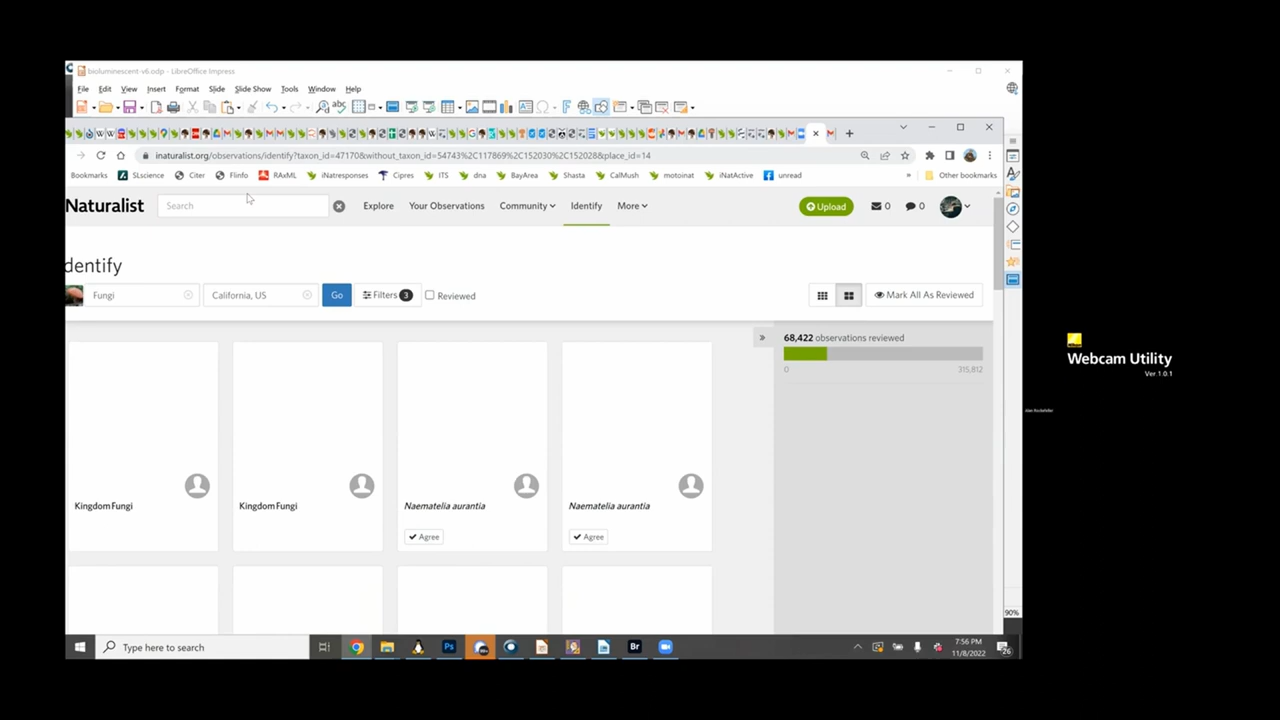 bioluminescent-v6.odp - LibreOffice Impress
File Edit View Insert Format Slide Slide Show Tools Window Help
inaturalist.org/observations/identify?taxon_id=47170&without_taxon_id=54743%2C117869%2C152030%2C152028&place_id=14
Bookmarks SLscience Citer Flinfo RAxML iNatresponses Cipres ITS dna BayArea Shasta CalMush motoinat iNatActive unread » Other bookmarks
Naturalist Search Explore Your Observations Community Identify More Upload 0 0
dentify
Fungi California, US Go Filters 3 Reviewed Mark All As Reviewed
» 68,422 observations reviewed
0 315,812
Kingdom Fungi Kingdom Fungi Naematelia aurantia Naematelia aurantia
Agree Agree
90%
Type here to search Ps Br 7:56 PM
11/8/2022 26
Webcam Utility
Ver 1.0.1
Alan Rockefeller